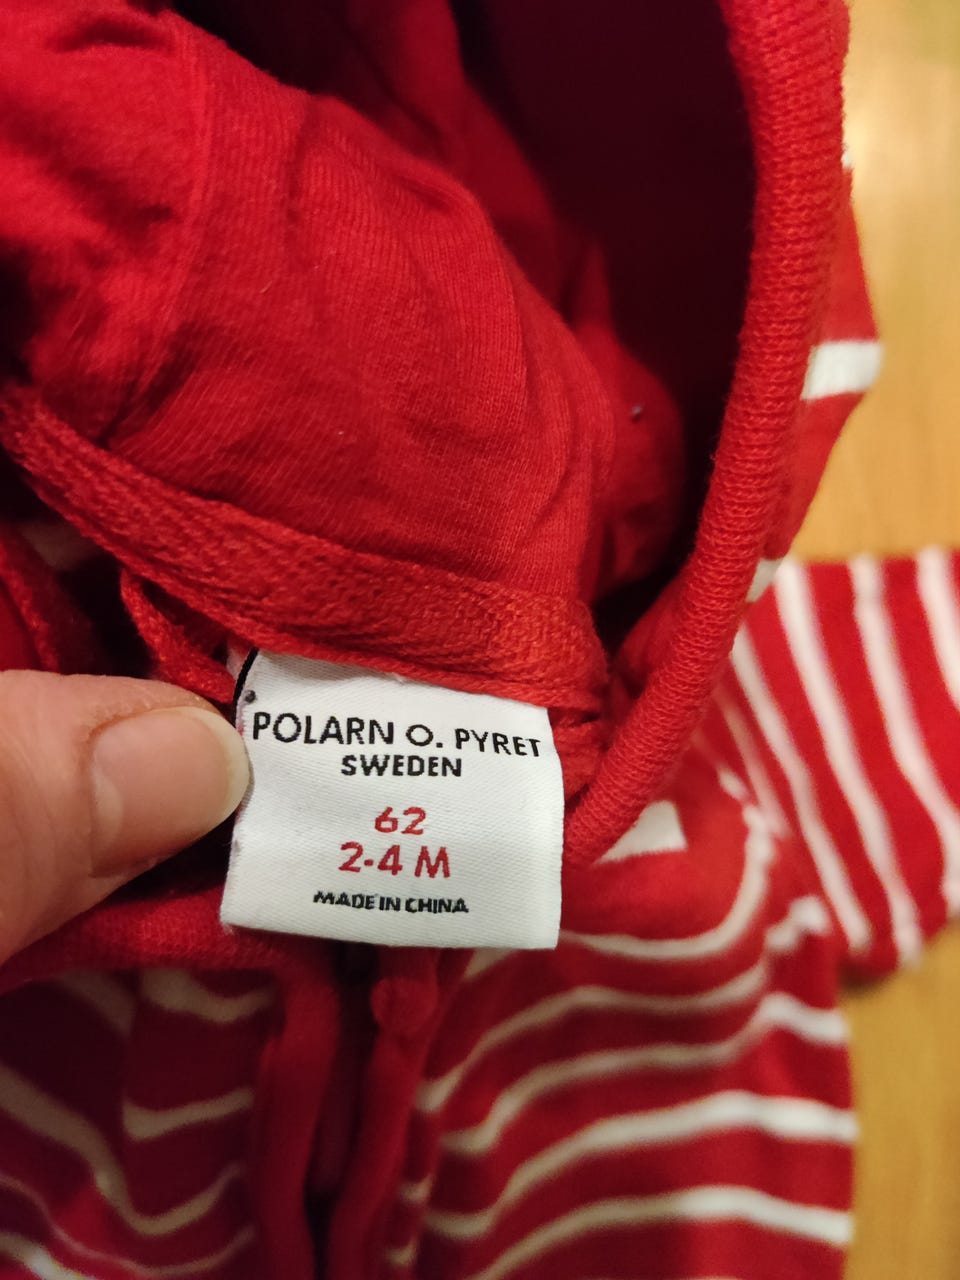 POLARN O. PYRET
SWEDEN
62
2-4 M
MADE IN CHINA